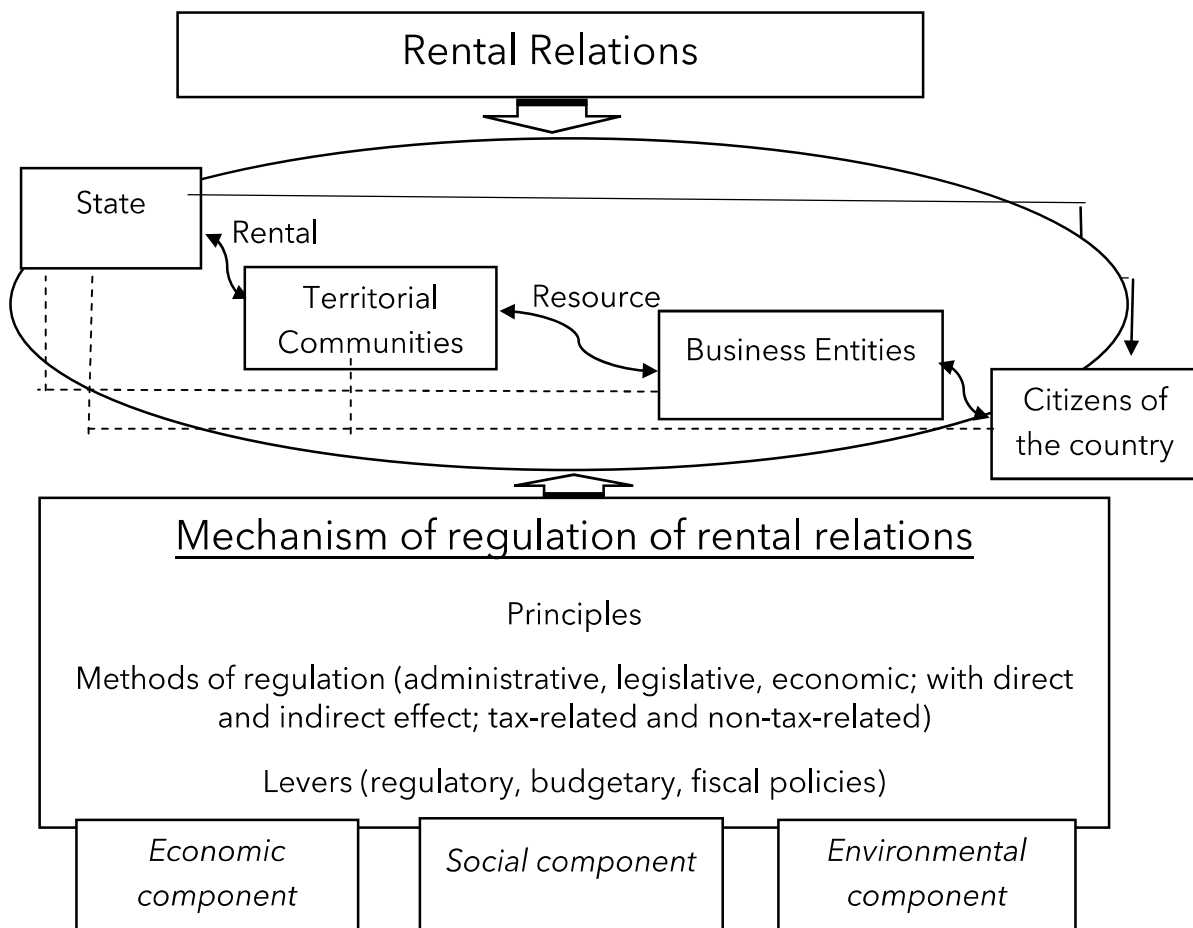 Rental Relations
State
Rental
Territorial
Communities
Resource
Business Entities
Citizens of
the country
Mechanism of regulation of rental relations
Principles
Methods of regulation (administrative, legislative, economic; with direct
and indirect effect; tax-related and non-tax-related)
Levers (regulatory, budgetary, fiscal policies)
Economic
component
Social component
Environmental
component